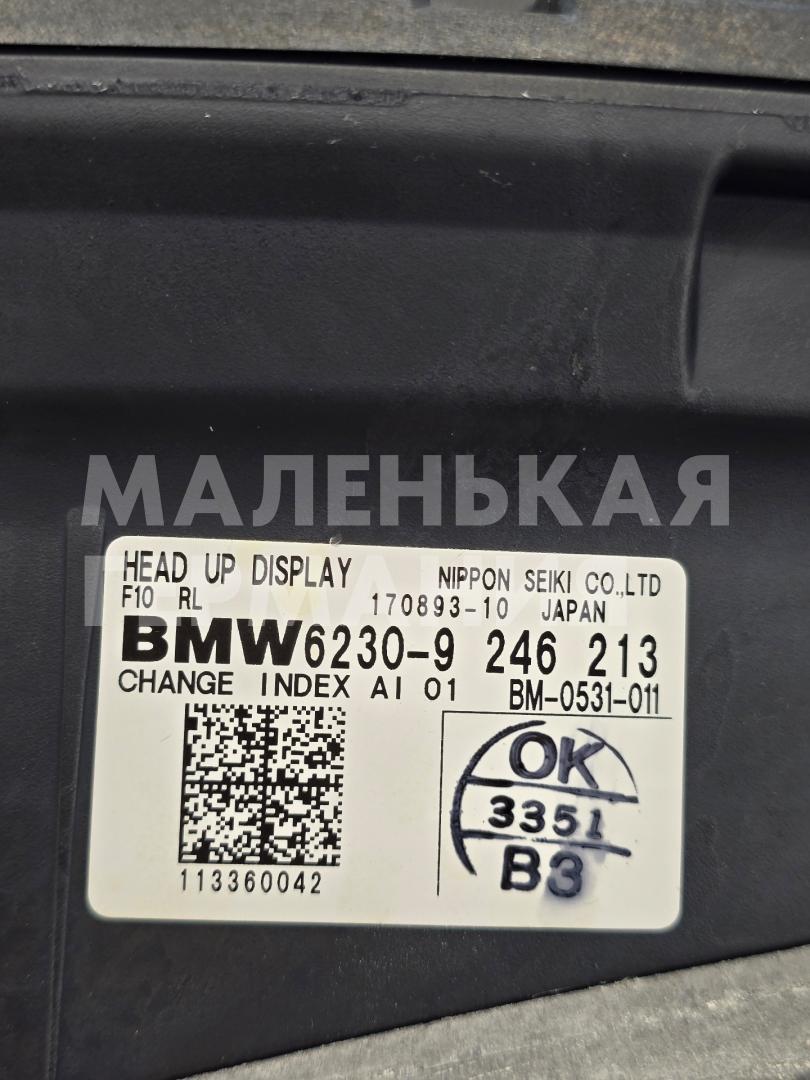 МАЛЕНЬКАЯ
ГЕРМАНИЯ
HEAD UP DISPLAY NIPPON SEIKI CO.,LTD
F10 RL 170893-10 JAPAN
BMW6230-9 246 213
CHANGE INDEX AI 01 BM-0531-011
113360042
OK
3351
B3